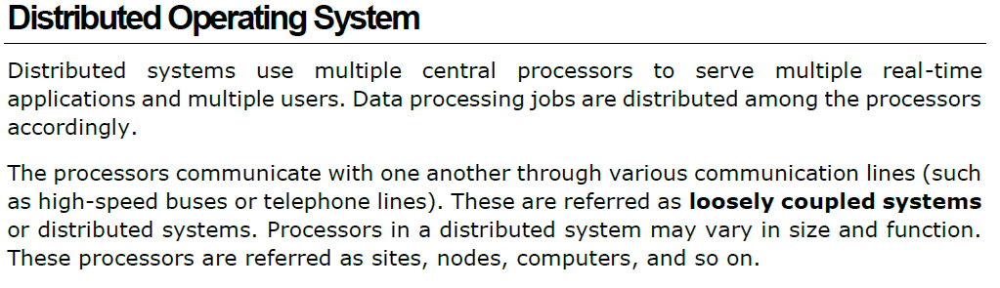 Distributed Operating System
Distributed systems use multiple central processors to serve multiple real-time
applications and multiple users. Data processing jobs are distributed among the processors
accordingly.
The processors communicate with one another through various communication lines (such
as high-speed buses or telephone lines). These are referred as loosely coupled systems
or distributed systems. Processors in a distributed system may vary in size and function.
These processors are referred as sites, nodes, computers, and so on.